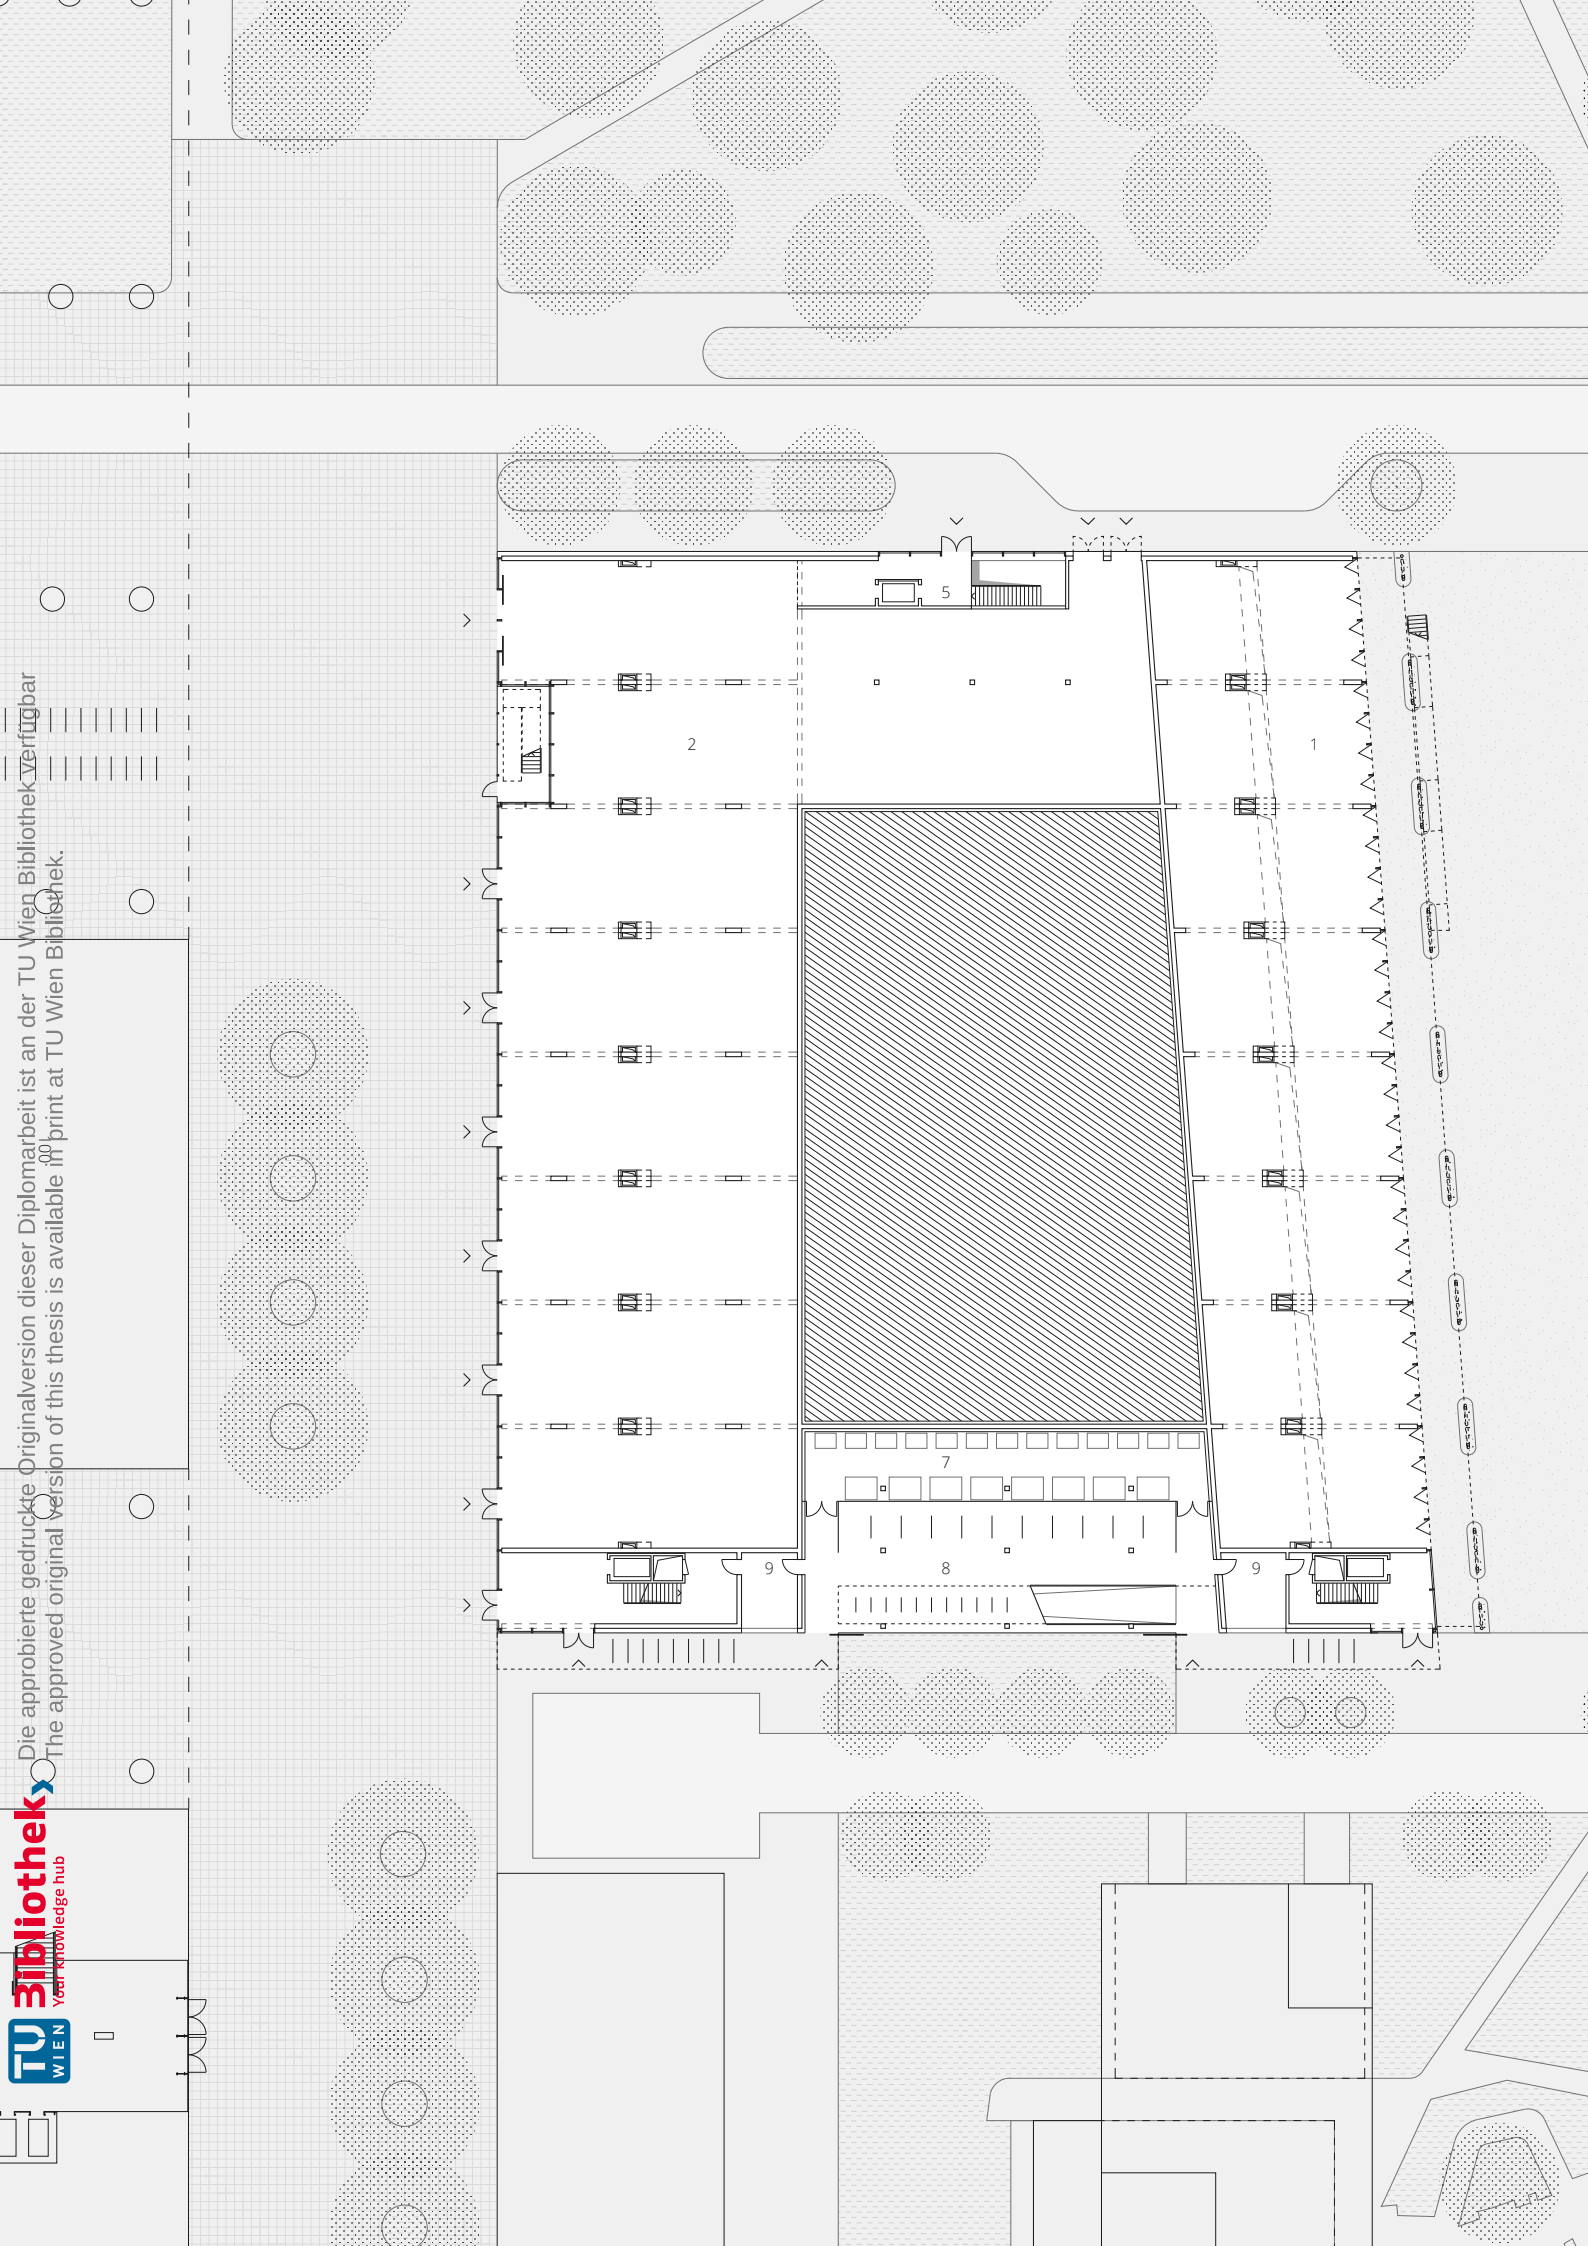 5
2
1
7
8
9
9
100
Die approbierte gedruckte Originalversion dieser Diplomarbeit ist an der TU Wien Bibliothek verfügbar
The approved original version of this thesis is available in print at TU Wien Bibliothek.
TU
WIEN
Bibliothek
Your knowledge hub